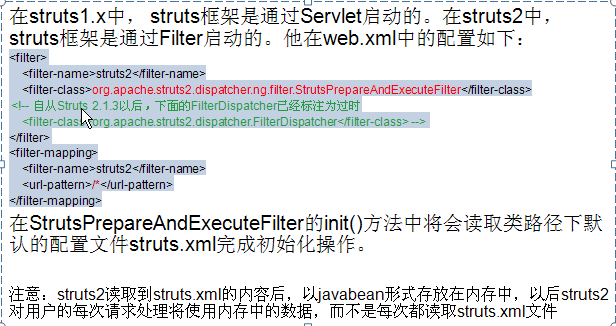 在struts1.x中， struts框架是通过Servlet启动的。在struts2中，
struts框架是通过Filter启动的。他在web.xml中的配置如下：
<filter>
<filter-name>struts2</filter-name>
<filter-class>org.apache.struts2.dispatcher.ng.filter.StrutsPrepareAndExecuteFilter</filter-class>
<!-- 自从Struts 2.1.3以后，下面的FilterDispatcher已经标注为过时
<filter-class>org.apache.struts2.dispatcher.FilterDispatcher</filter-class> -->
</filter>
<filter-mapping>
<filter-name>struts2</filter-name>
<url-pattern>/*</url-pattern>
</filter-mapping>
在StrutsPrepareAndExecuteFilter的init()方法中将会读取类路径下默
认的配置文件struts.xml完成初始化操作。
注意：struts2读取到struts.xml的内容后，以javabean形式存放在内存中，以后struts2
对用户的每次请求处理将使用内存中的数据，而不是每次都读取struts.xml文件